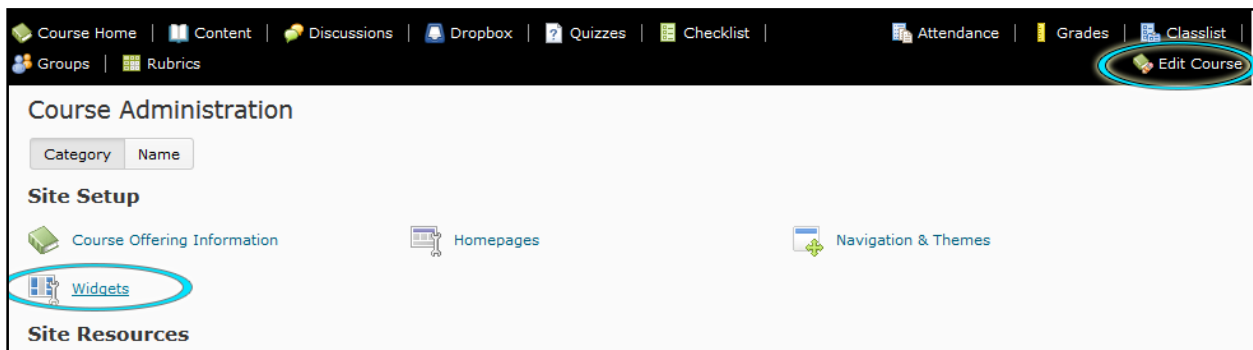 Course Home | Content | Discussions | Dropbox | Quizzes | Checklist | Attendance | Grades | Classlist |
Groups | Rubrics Edit Course
Course Administration
Category Name
Site Setup
Course Offering Information Homepages Navigation & Themes
Widgets
Site Resources